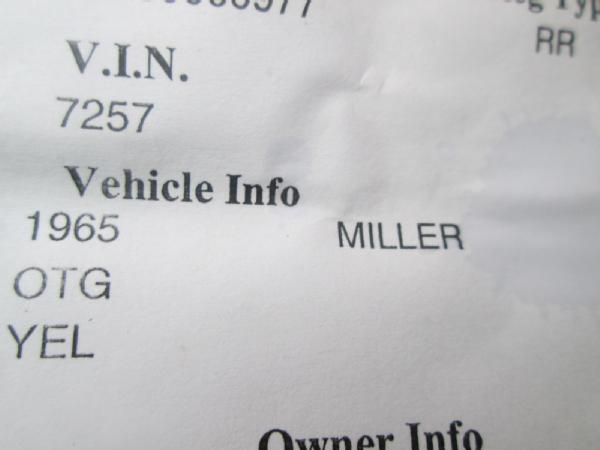 RR
V.I.N.
7257
Vehicle Info
1965 MILLER
OTG
YEL
Owner Info